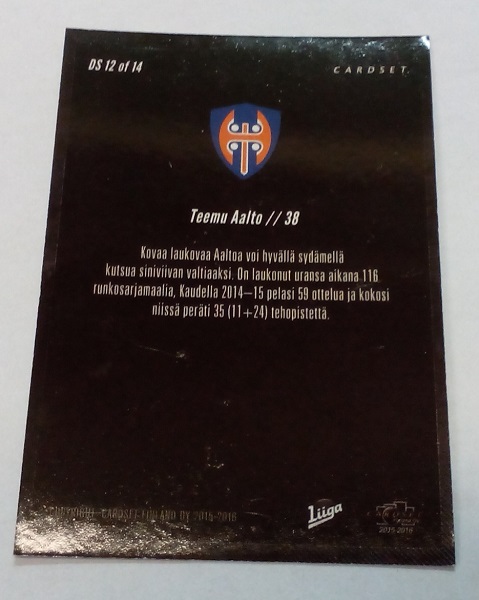 DS 12 of 14
CARDSET
Teemu Aalto // 38
Kovaa laukovaa Aaltoa voi hyvällä sydämellä
kutsua siniviivan valtiaaksi. On laukonut uransa aikana 116
runkosarjamaalia, Kaudella 2014–15 pelasi 59 ottelua ja kokosi
niissä peräti 35 (11+24) tehopistettä.
COPYRIGHT CARDSET FINLAND OY 2015-2016
Liiga
2015-2016